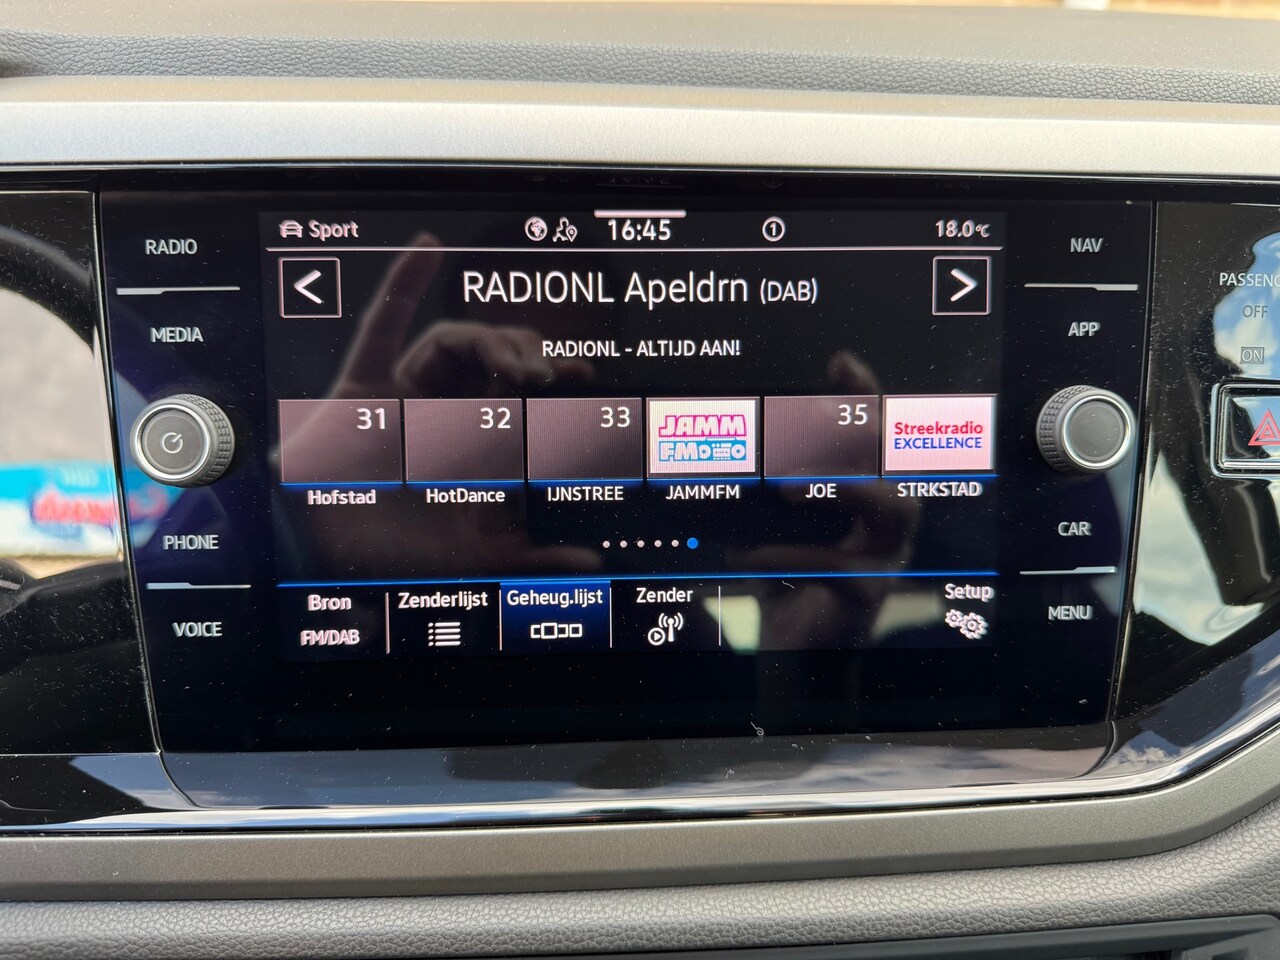 RADIO
MEDIA
PHONE
VOICE
Sport
16:45
1
18.0°C
RADIONL Apeldrn (DAB)
RADIONL - ALTIJD AAN!
31
32
33
JAMM
FM
35
Streekradio
EXCELLENCE
Hofstad
HotDance
IJNSTREE
JAMMFM
JOE
STRKSTAD
Bron
FM/DAB
Zenderlijst
Geheug.lijst
Zender
Setup
NAV
APP
CAR
MENU
OFF
ON